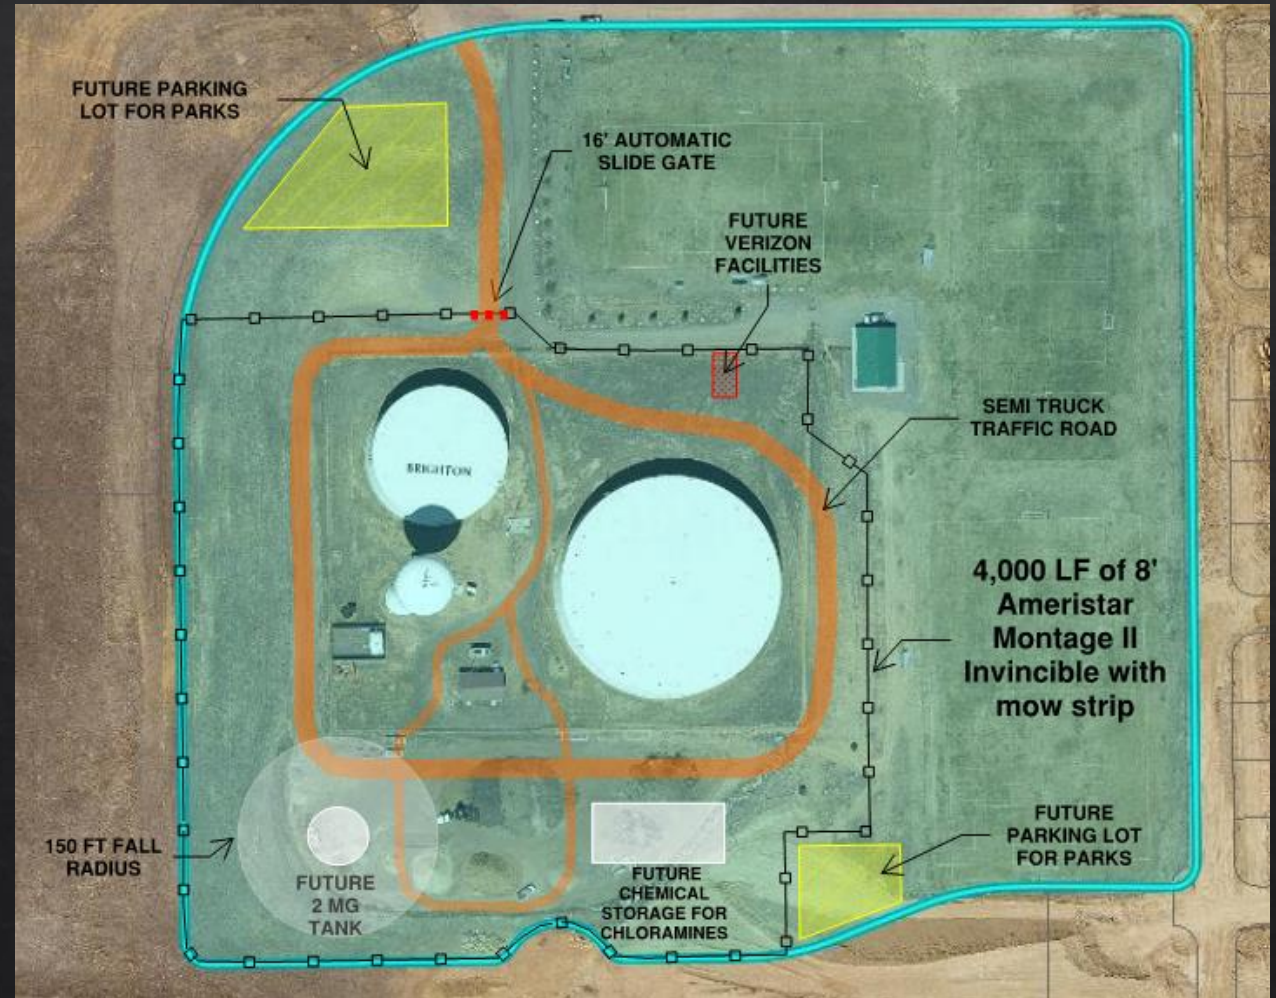 FUTURE PARKING
LOT FOR PARKS
16' AUTOMATIC
SLIDE GATE
FUTURE
VERIZON
FACILITIES
SEMI TRUCK
TRAFFIC ROAD
BRIGHTON
4,000 LF of 8'
Ameristar
Montage II
Invincible with
mow strip
150 FT FALL
RADIUS
FUTURE
2 MG
TANK
FUTURE
CHEMICAL
STORAGE FOR
CHLORAMINES
FUTURE
PARKING LOT
FOR PARKS